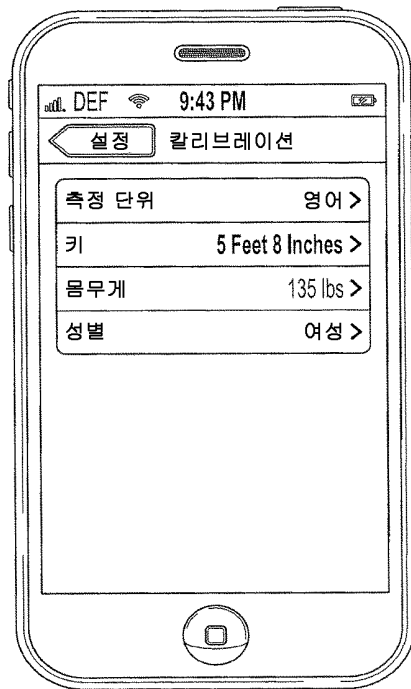 DEF 9:43 PM
설정 칼리브레이션
측정 단위 영어 >
키 5 Feet 8 Inches >
몸무게 135 lbs >
성별 여성 >